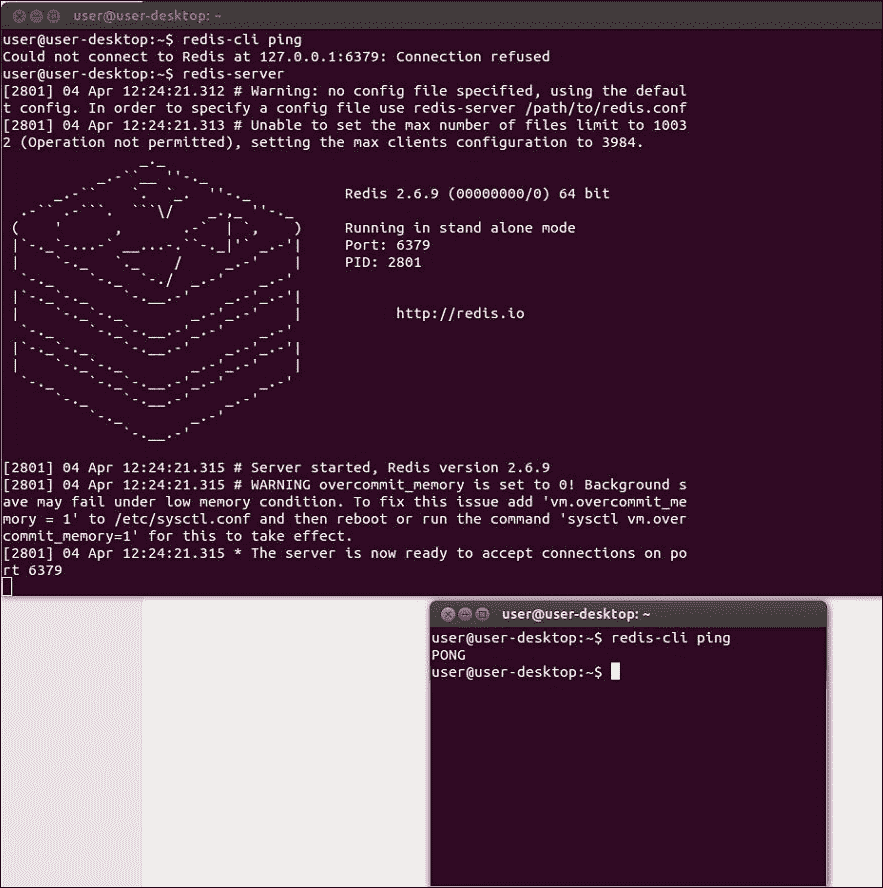 user@user-desktop: ~
user@user-desktop:~$ redis-cli ping
Could not connect to Redis at 127.0.0.1:6379: Connection refused
user@user-desktop:~$ redis-server
[2801] 04 Apr 12:24:21.312 # Warning: no config file specified, using the defaul
t config. In order to specify a config file use redis-server /path/to/redis.conf
[2801] 04 Apr 12:24:21.313 # Unable to set the max number of files limit to 1003
2 (Operation not permitted), setting the max clients configuration to 3984.
Redis 2.6.9 (00000000/0) 64 bit
Running in stand alone mode
Port: 6379
PID: 2801
http://redis.io
[2801] 04 Apr 12:24:21.315 # Server started, Redis version 2.6.9
[2801] 04 Apr 12:24:21.315 # WARNING overcommit_memory is set to 0! Background s
ave may fail under low memory condition. To fix this issue add 'vm.overcommit_me
mory = 1' to /etc/sysctl.conf and then reboot or run the command 'sysctl vm.over
commit_memory=1' for this to take effect.
[2801] 04 Apr 12:24:21.315 * The server is now ready to accept connections on po
rt 6379
user@user-desktop: ~
user@user-desktop:~$ redis-cli ping
PONG
user@user-desktop:~$